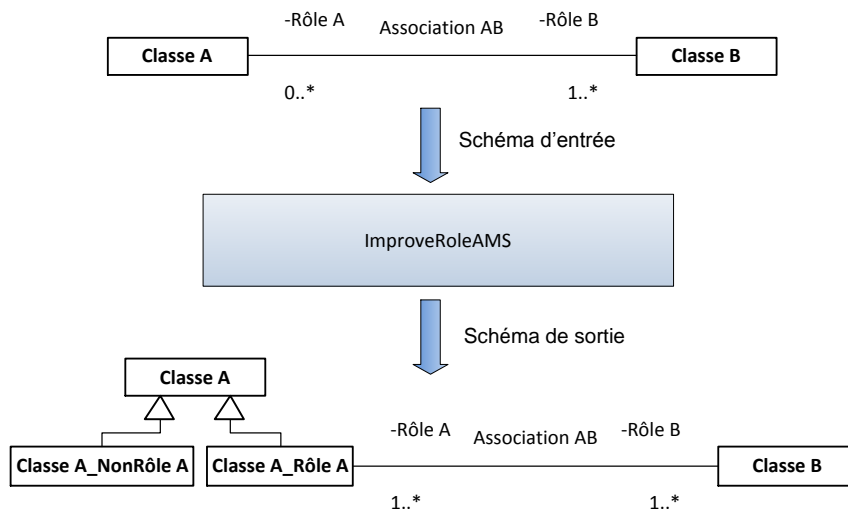 -Rôle A Association AB -Rôle B
Classe A Classe B
0..* 1..*
Schéma d'entrée
ImproveRoleAMS
Schéma de sortie
Classe A
-Rôle A Association AB -Rôle B
Classe A_NonRôle A Classe A_Rôle A Classe B
1..* 1..*